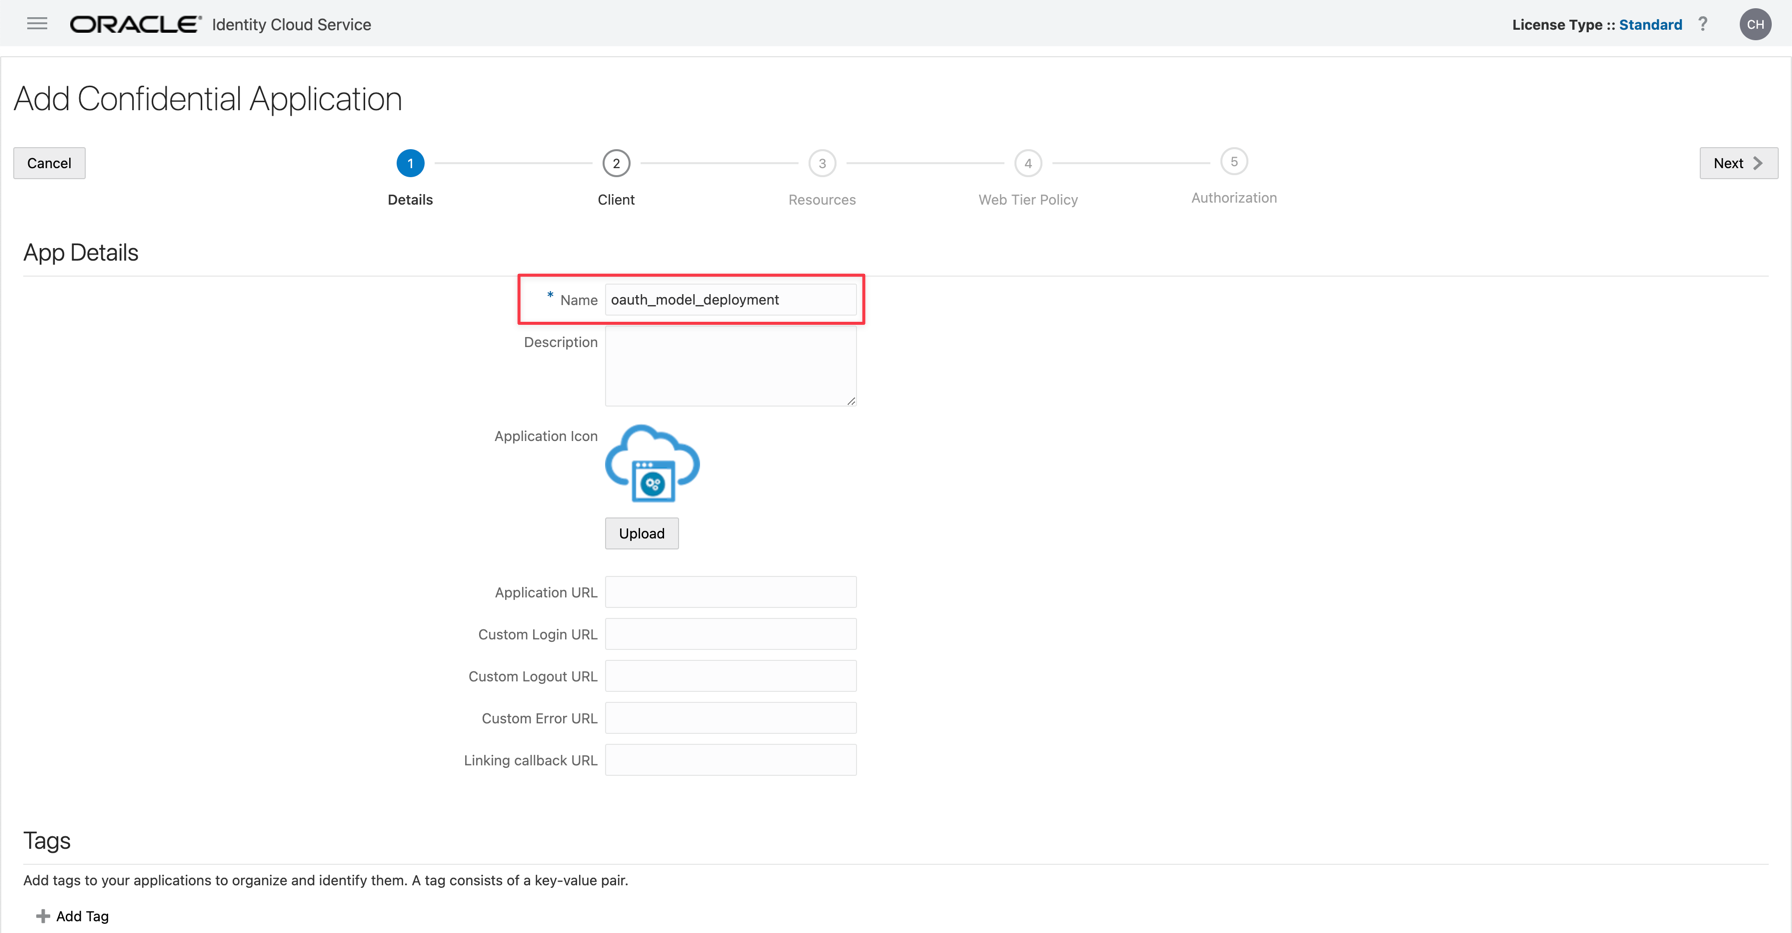 ORACLE® Identity Cloud Service
License Type :: Standard ? CH
Add Confidential Application
Cancel
1 2 3 4 5
Next
Details Client Resources Web Tier Policy Authorization
App Details
* Name oauth_model_deployment
Description
Application Icon
Upload
Application URL
Custom Login URL
Custom Logout URL
Custom Error URL
Linking callback URL
Tags
Add tags to your applications to organize and identify them. A tag consists of a key-value pair.
Add Tag